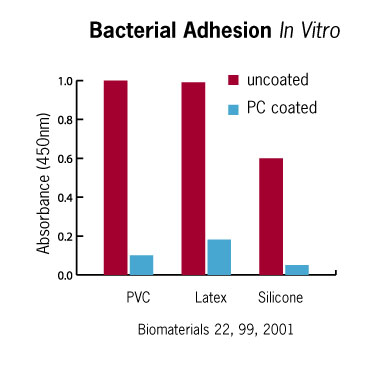 Bacterial Adhesion In Vitro
uncoated
PC coated
Absorbance (450nm)
1.0
0.8
0.6
0.4
0.2
0.0
PVC Latex Silicone
Biomaterials 22, 99, 2001